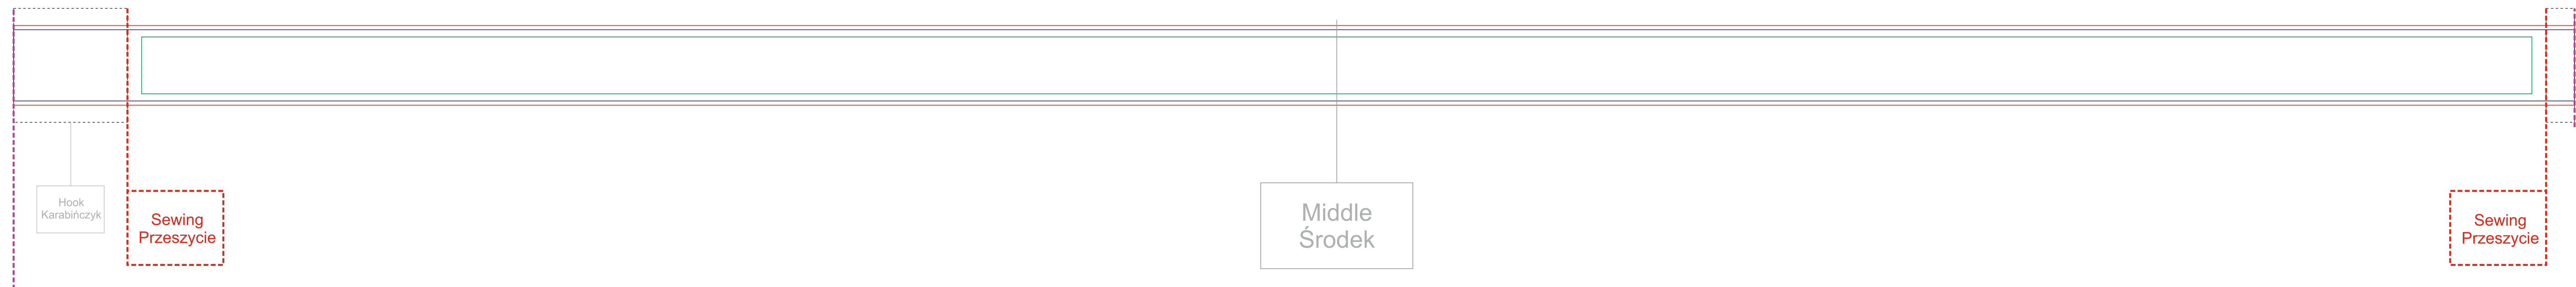 Hook
Karabińczyk
Sewing
Przeszycie
Middle
Środek
Sewing
Przeszycie